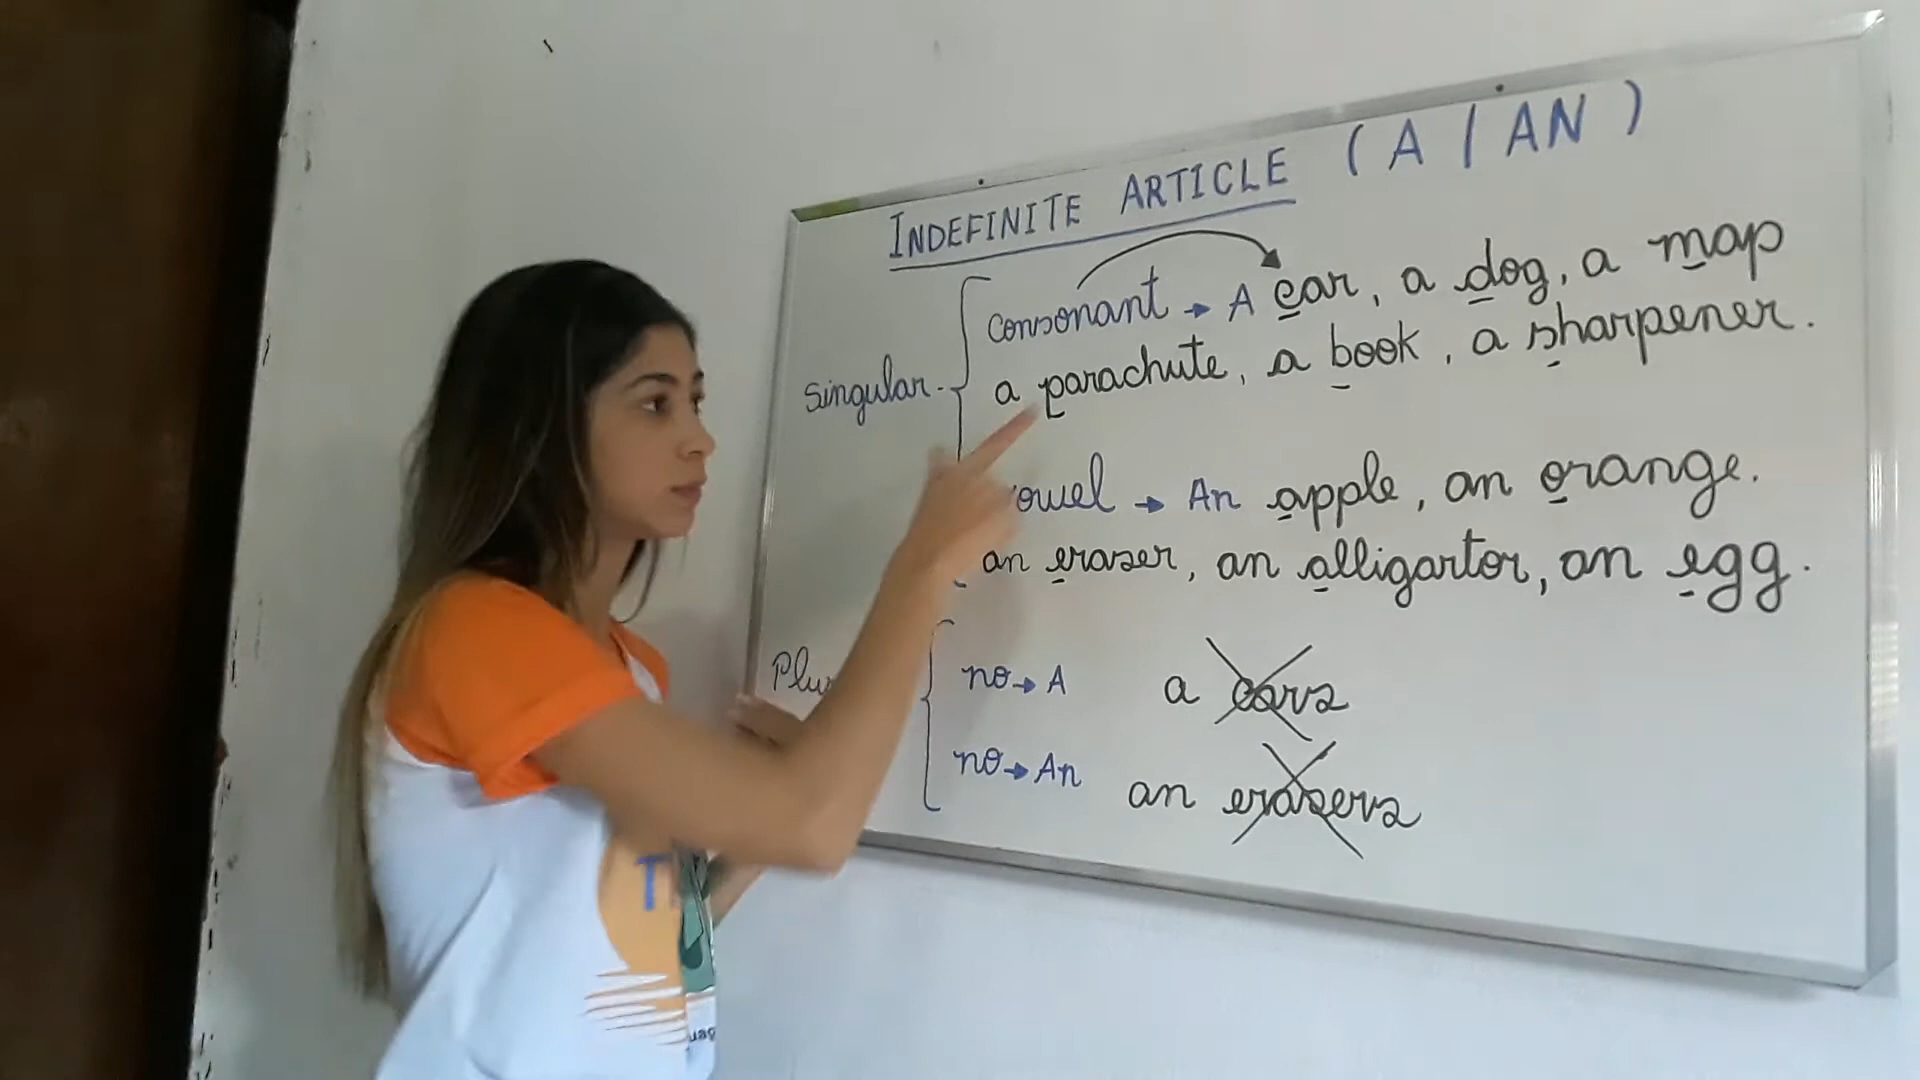 INDEFINITE ARTICLE (A / AN)
Singular
consonant → A car, a dog, a map
a parachute, a book, a sharpener.
vowel → An apple, an orange.
an eraser, an alligartor, an egg.
no → A a cars
no → An an erasers